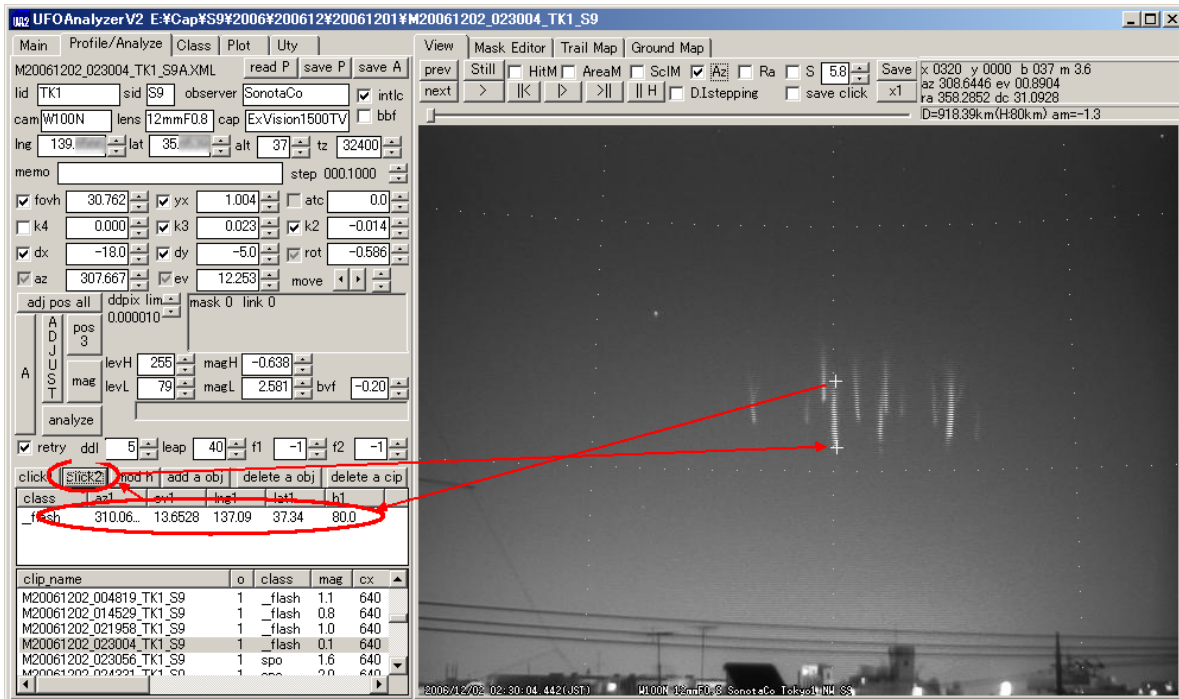 UFOAnalyzerV2 E:¥Cap¥S9¥2006¥200612¥20061201¥M20061202_023004_TK1_S9
Main Profile/Analyze Class Plot Uty
M20061202_023004_TK1_S9A.XML read P save P save A
lid TK1 sid S9 observer SonotaCo intlc
cam W100N lens 12mmF0.8 cap ExVision1500TV bbf
lng 139. lat 35. alt 37 tz 32400
memo step 000.1000
fovh 30.762 yx 1.004 atc 0.0
k4 0.000 k3 0.023 k2 -0.014
dx -18.0 dy -5.0 rot -0.586
az 307.667 ev 12.253 move
adj pos all ddpix lim 0.000010 mask 0 link 0
A ADJUST pos 3 mag
levH 255 magH -0.638
levL 79 magL 2.581 bvf -0.20
analyze
retry ddl 5 leap 40 f1 -1 f2 -1
click click2 mod h add a obj delete a obj delete a cip
class az1 ev1 lng1 lat1 h1
_flash 310.06... 13.6528 137.09 37.34 80.0
clip_name o class mag cx
M20061202_004819_TK1_S9 1 _flash 1.1 640
M20061202_014529_TK1_S9 1 _flash 0.8 640
M20061202_021958_TK1_S9 1 _flash 1.0 640
M20061202_023004_TK1_S9 1 _flash 0.1 640
M20061202_023056_TK1_S9 1 spo 1.6 640
M20061202_024331_TK1_S9 1 spo 2.0 640
View Mask Editor Trail Map Ground Map
prev Still HitM AreaM SclM Az Ra S 5.8 Save
next > ||< |> >|| || H D.Istepping save click x1
x 0320 y 0000 b 037 m 3.6
az 308.6446 ev 00.8904
ra 358.2852 dc 31.0928
D=918.39km(H:80km) am=-1.3
2006/12/02 02:30:04.442(JST) W100N 12mmF0.8 SonotaCo Tokyo1 NW S9